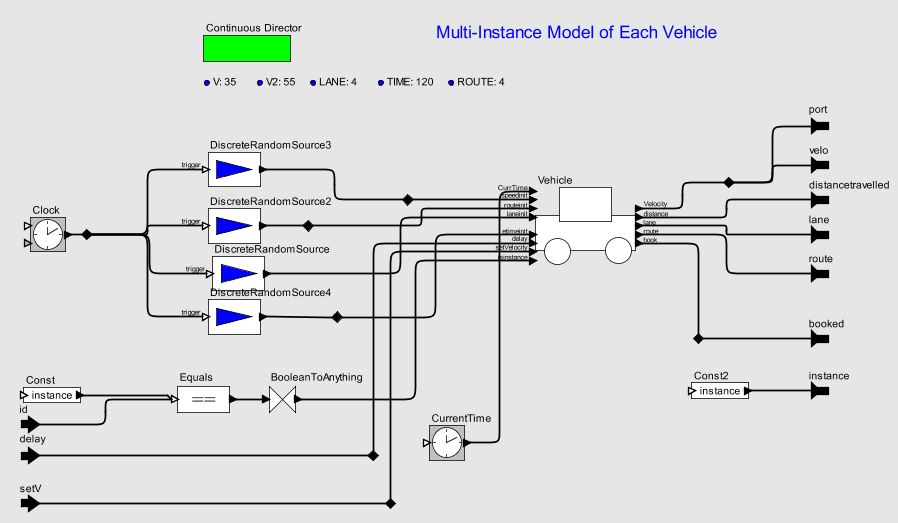 Continuous Director
Multi-Instance Model of Each Vehicle
V: 35
V2: 55
LANE: 4
TIME: 120
ROUTE: 4
port
DiscreteRandomSource3
velo
trigger
Vehicle
distancetravelled
CurrTime
speedinit
DiscreteRandomSource2
routeinit
Velocity
Clock
laneinit
distance
lane
trigger
lane
etimeinit
route
delay
book
DiscreteRandomSource
setVelocity
isinstance
route
trigger
DiscreteRandomSource4
trigger
booked
Const
Equals
BooleanToAnything
Const2
instance
instance
==
instance
id
CurrentTime
delay
setV